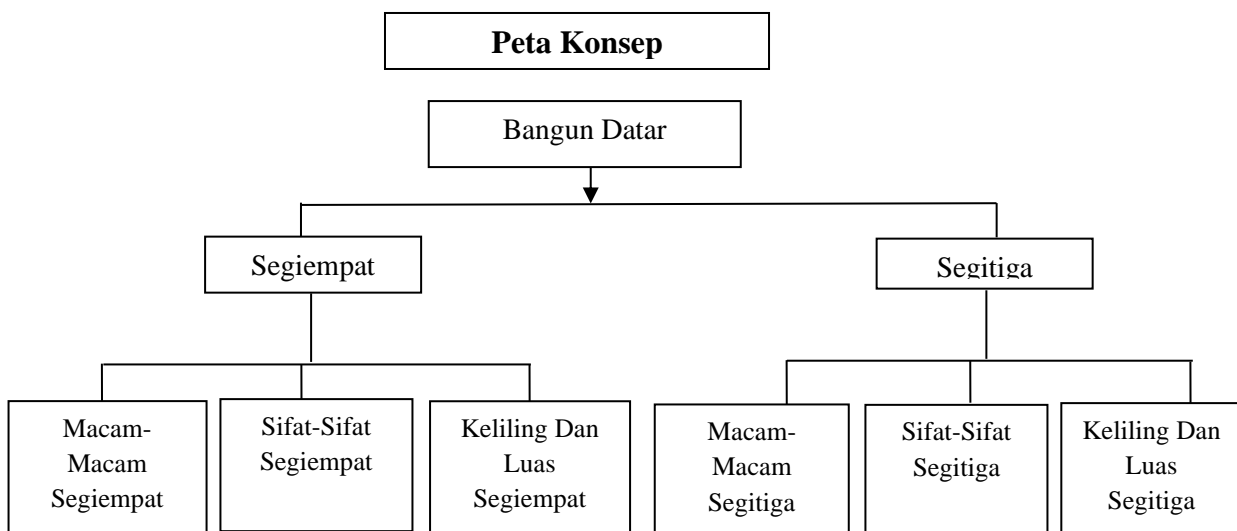 Peta Konsep
Bangun Datar
Segiempat
Segitiga
Macam-
Macam
Segiempat
Sifat-Sifat
Segiempat
Keliling Dan
Luas
Segiempat
Macam-
Macam
Segitiga
Sifat-Sifat
Segitiga
Keliling Dan
Luas
Segitiga